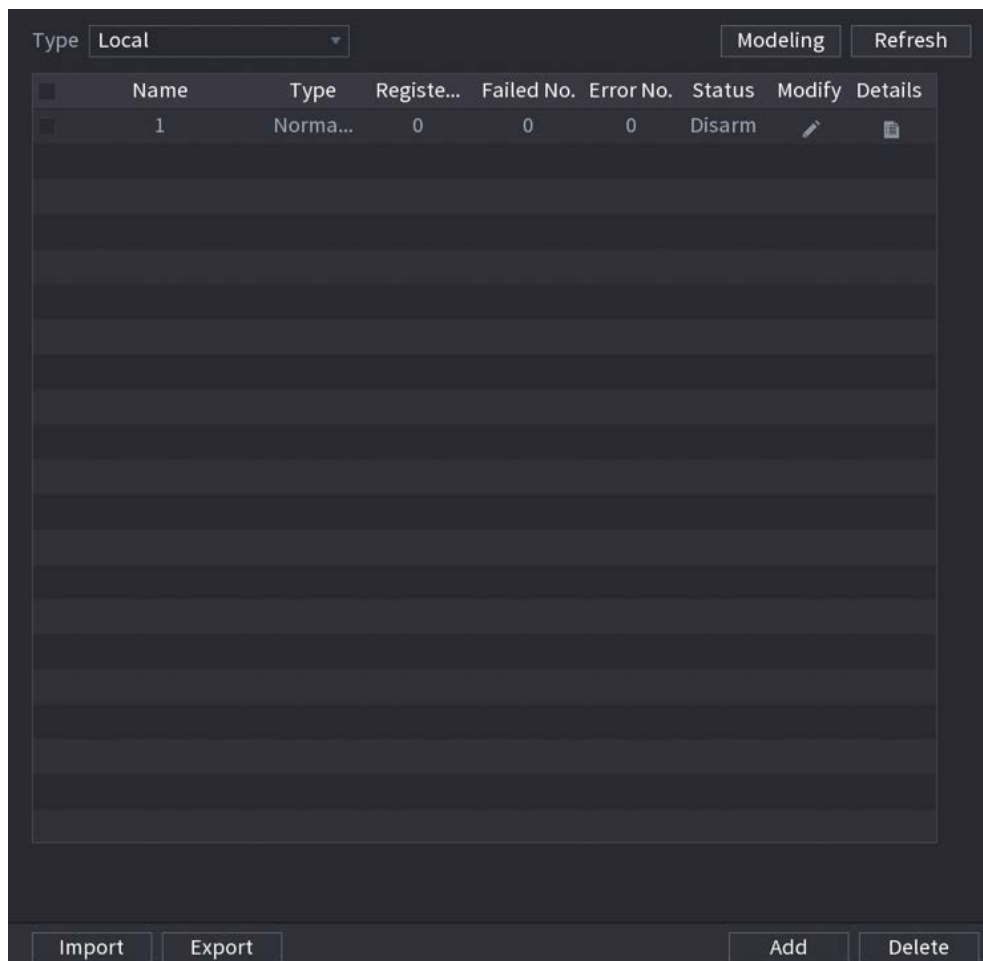 Type Local Modeling Refresh
Name Type Registe... Failed No. Error No. Status Modify Details
1 Norma... 0 0 0 Disarm
Import Export Add Delete